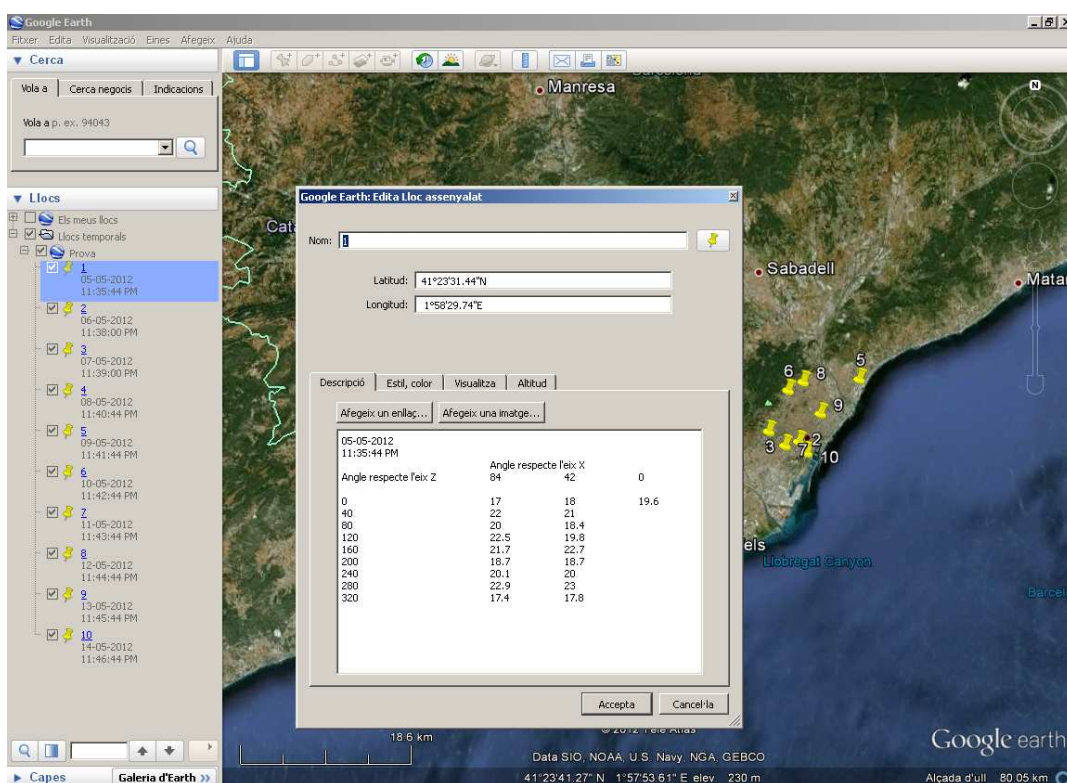 Google Earth
Fitxer Edita Visualització Eines Afegeix Ajuda
Cerca
Vola a Cerca negocis Indicacions
Vola a p. ex. 94043
Llocs
Els meus llocs
Llocs temporals
Prova
1
05-05-2012
11:35:44 PM
2
06-05-2012
11:38:00 PM
3
07-05-2012
11:39:00 PM
4
08-05-2012
11:40:44 PM
5
09-05-2012
11:41:44 PM
6
10-05-2012
11:42:44 PM
7
11-05-2012
11:43:44 PM
8
12-05-2012
11:44:44 PM
9
13-05-2012
11:45:44 PM
10
14-05-2012
11:46:44 PM
Capes Galeria d'Earth >>
Manresa
Cat
Google Earth: Edita Lloc assenyalat
Nom: 1
Latitud: 41°23'31.44"N
Longitud: 1°58'29.74"E
Descripció Estil, color Visualitza Altitud
Afegeix un enllaç... Afegeix una imatge...
05-05-2012
11:35:44 PM
Angle respecte l'eix X
Angle respecte l'eix Z 84 42 0
0 17 18 19.6
40 22 21
80 20 18.4
120 22.5 19.8
160 21.7 22.7
200 18.7 18.7
240 20.1 20
280 22.9 23
320 17.4 17.8
Accepta Cancel·la
N
Sabadell
Matar
5
6 8
9
3 7 2
10
els
Llobregat Canyon
Barcel
18.6 km
© 2012 Tele Atlas
Data SIO, NOAA, U.S. Navy, NGA, GEBCO
Google earth
41°23'41.27" N 1°57'53.61" E elev. 230 m Alçada d'ull 80.05 km